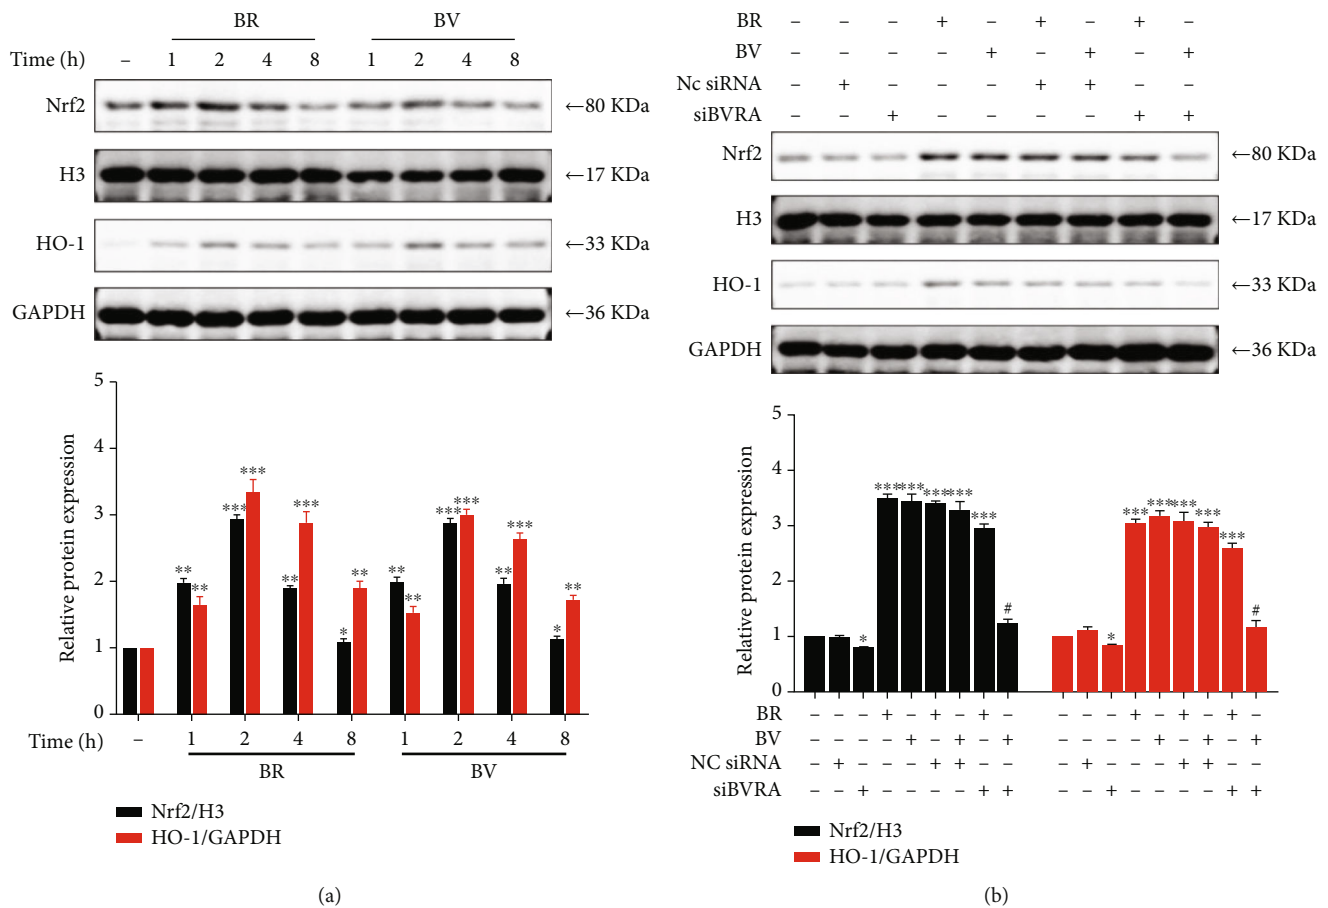 BR BV
Time (h) – 1 2 4 8 1 2 4 8
Nrf2 ←80 KDa
H3 ←17 KDa
HO-1 ←33 KDa
GAPDH ←36 KDa
Relative protein expression
5
4
3
2
1
0
** ** *** *** ** *** * ** ** ** *** *** ** *** * **
Time (h) – 1 2 4 8 1 2 4 8
BR BV
Nrf2/H3
HO-1/GAPDH
(a)
BR – – – + – + – + –
BV – – – – + – + – +
Nc siRNA – + – – – + + – –
siBVRA – – + – – – – + +
Nrf2 ←80 KDa
H3 ←17 KDa
HO-1 ←33 KDa
GAPDH ←36 KDa
Relative protein expression
5
4
3
2
1
0
* *** *** *** *** *** # * *** *** *** *** *** #
BR – – – + – + – + – – – – + – + – + –
BV – – – – + – + – + – – – – + – + – +
NC siRNA – + – – – + + – – – + – – – + + – –
siBVRA – – + – – – – + + – – + – – – – + +
Nrf2/H3
HO-1/GAPDH
(b)